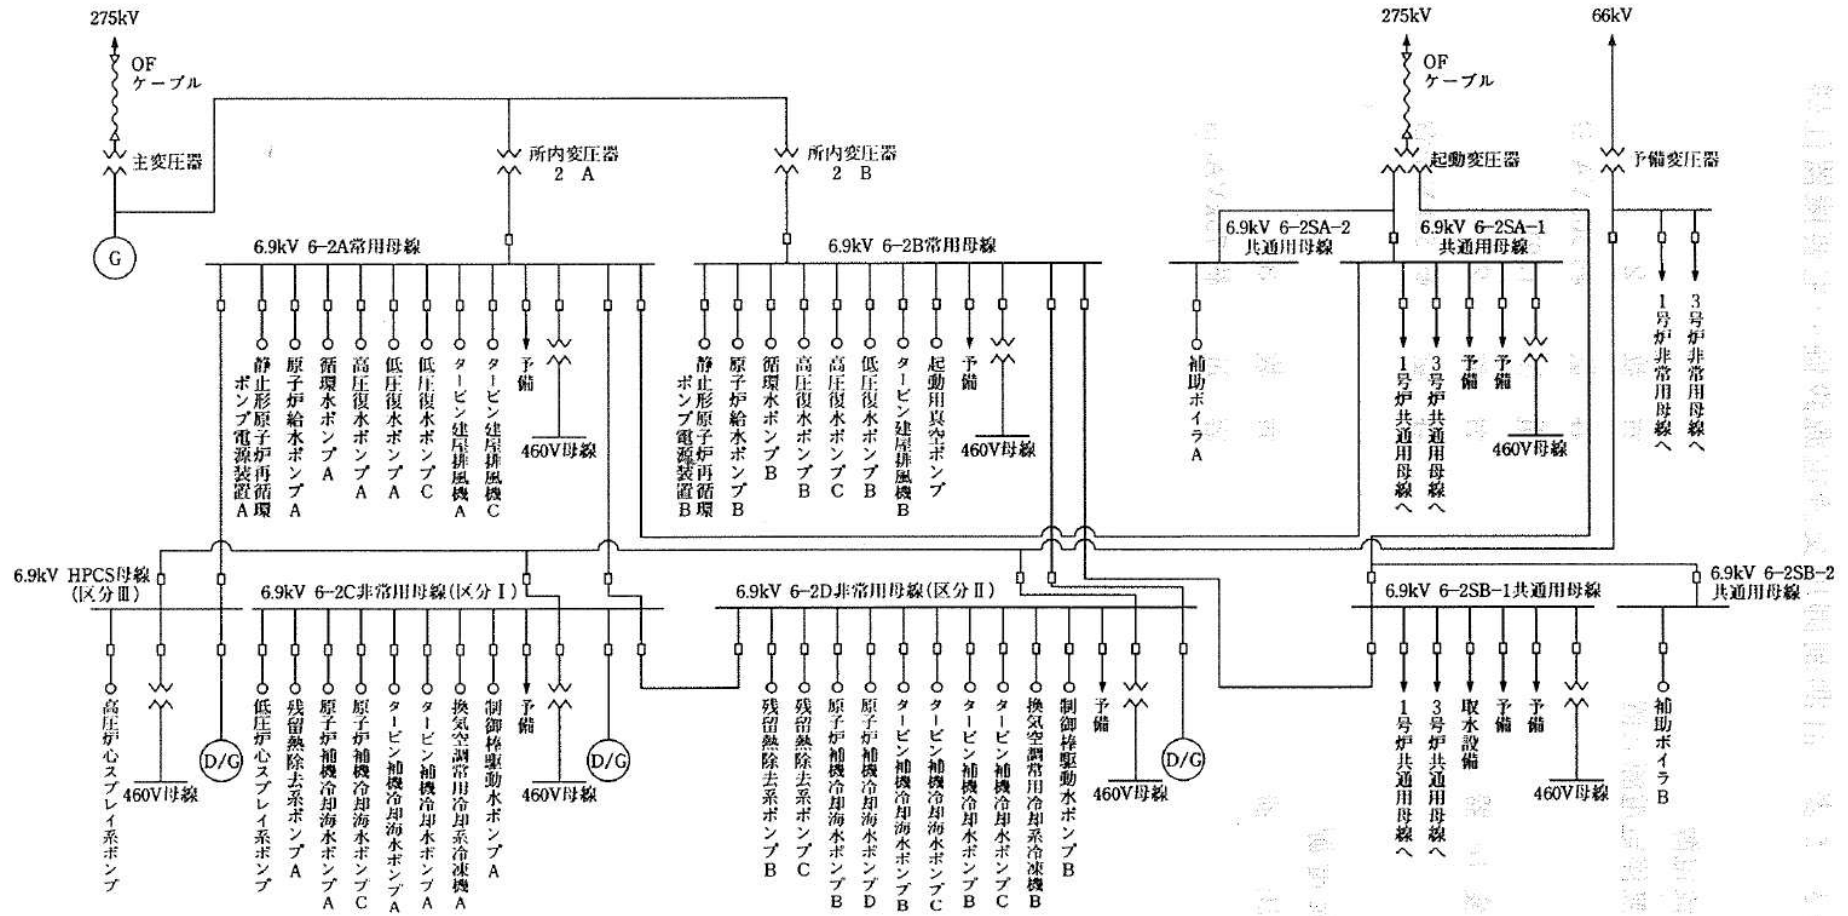 275kV
OF
ケーブル
主変圧器
G
所内変圧器
2 A
所内変圧器
2 B
275kV
OF
ケーブル
起動変圧器
66kV
予備変圧器
6.9kV 6-2A常用母線
静止形原子炉再循環
ポンプ電源装置A
原子炉給水ポンプA
循環水ポンプA
高圧復水ポンプA
低圧復水ポンプA
低圧復水ポンプC
タービン建屋排風機A
タービン建屋排風機C
予備
460V母線
6.9kV 6-2B常用母線
静止形原子炉再循環
ポンプ電源装置B
原子炉給水ポンプB
循環水ポンプB
高圧復水ポンプB
高圧復水ポンプC
低圧復水ポンプB
タービン建屋排風機B
起動用真空ポンプ
予備
460V母線
6.9kV 6-2SA-2
共通用母線
補助ボイラA
6.9kV 6-2SA-1
共通用母線
1号炉共通用母線へ
3号炉共通用母線へ
予備
予備
460V母線
1号炉非常用母線へ
3号炉非常用母線へ
6.9kV HPCS母線
(区分Ⅲ)
高圧炉心スプレイ系ポンプ
460V母線
D/G
6.9kV 6-2C非常用母線(区分Ⅰ)
低圧炉心スプレイ系ポンプ
残留熱除去系ポンプA
原子炉補機冷却海水ポンプA
原子炉補機冷却海水ポンプC
タービン補機冷却海水ポンプA
タービン補機冷却水ポンプA
換気空調常用冷却系冷凍機A
制御棒駆動水ポンプA
予備
460V母線
D/G
6.9kV 6-2D非常用母線(区分Ⅱ)
残留熱除去系ポンプB
残留熱除去系ポンプC
原子炉補機冷却海水ポンプB
原子炉補機冷却海水ポンプD
タービン補機冷却海水ポンプB
タービン補機冷却海水ポンプC
タービン補機冷却水ポンプB
タービン補機冷却水ポンプC
換気空調常用冷却系冷凍機B
制御棒駆動水ポンプB
予備
460V母線
D/G
6.9kV 6-2SB-1共通用母線
1号炉共通用母線へ
3号炉共通用母線へ
取水設備
予備
予備
460V母線
6.9kV 6-2SB-2
共通用母線
補助ボイラB